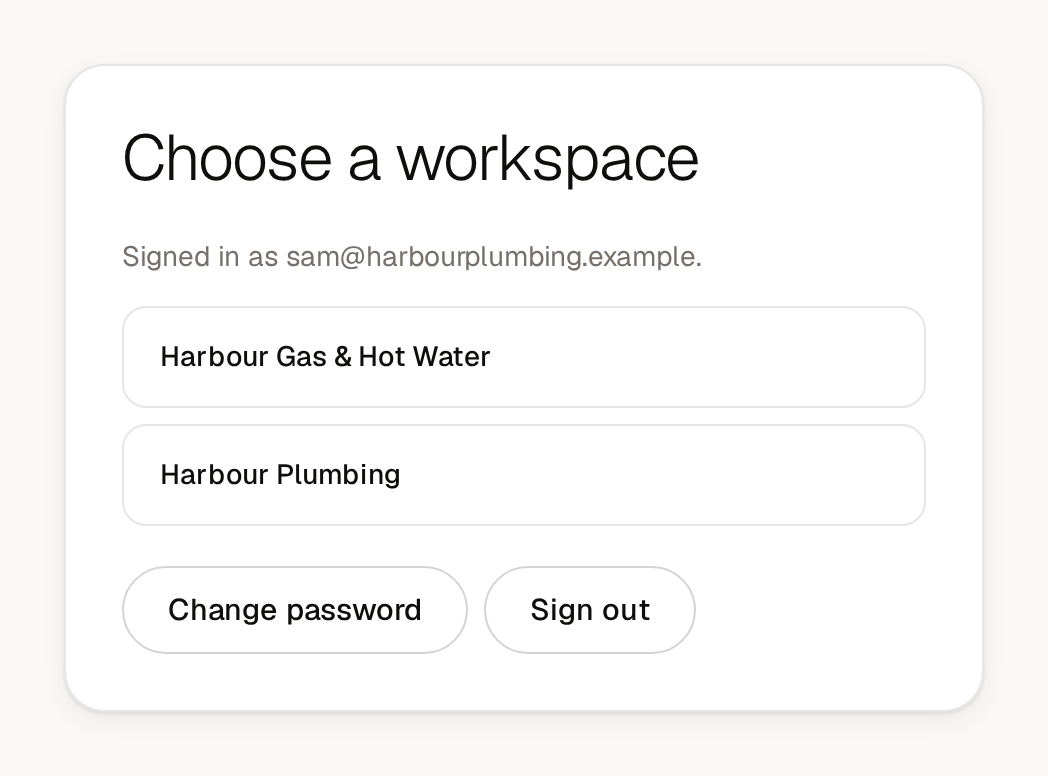 Choose a workspace
Signed in as sam@harbourplumbing.example.
Harbour Gas & Hot Water
Harbour Plumbing
Change password
Sign out